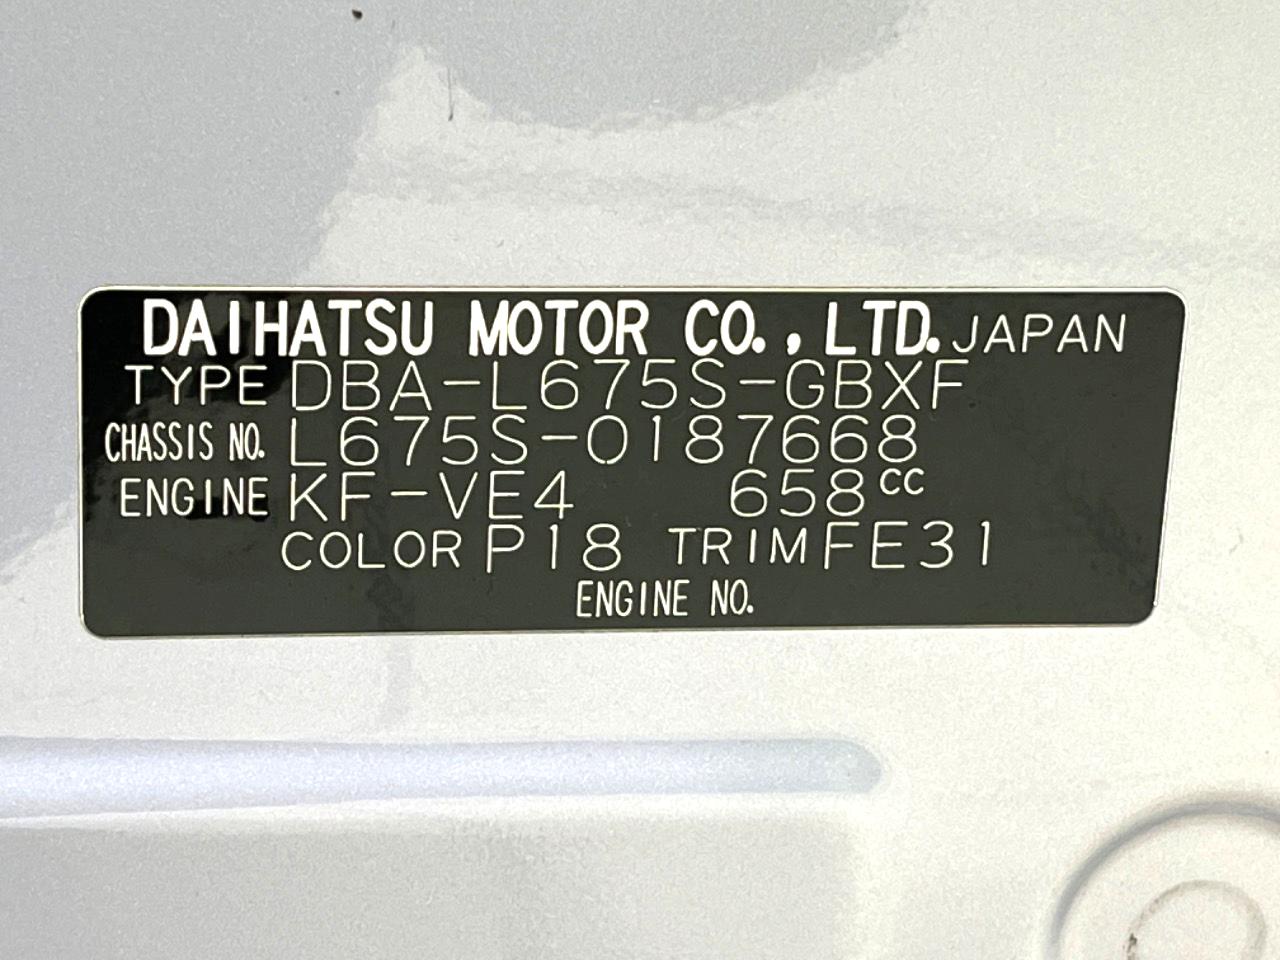 DAIHATSU MOTOR CO., LTD. JAPAN
TYPE DBA-L675S-GBXF
CHASSIS NO. L675S-0187668
ENGINE KF-VE4 658cc
COLOR P18 TRIM FE31
ENGINE NO.